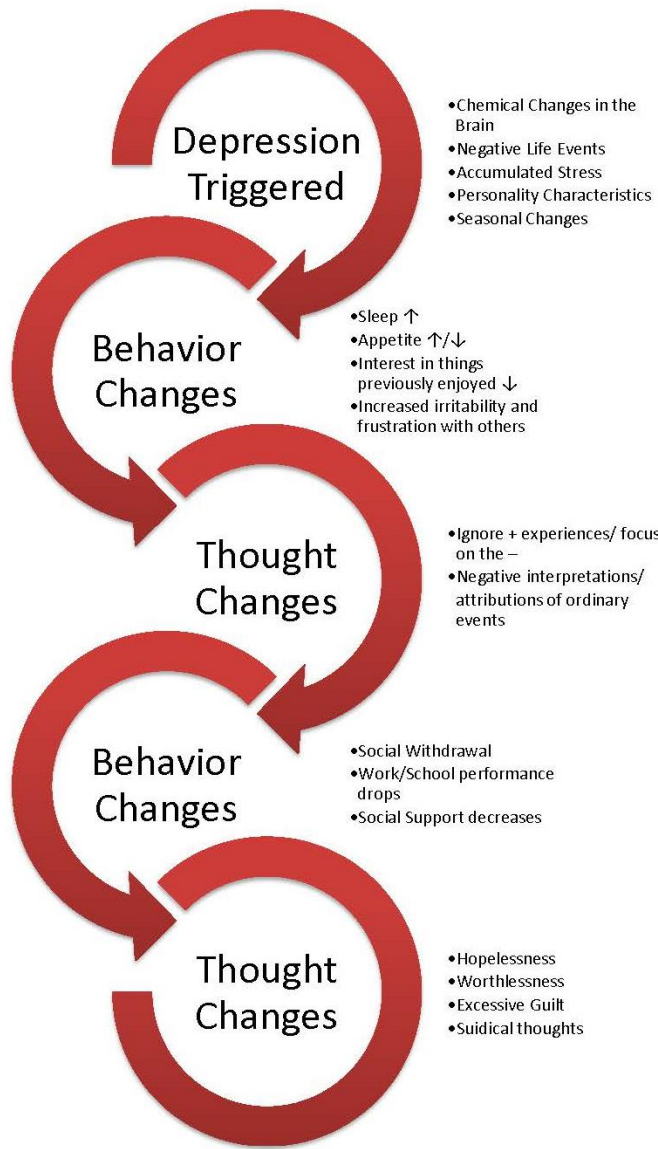 Depression
Triggered
•Chemical Changes in the
Brain
•Negative Life Events
•Accumulated Stress
•Personality Characteristics
•Seasonal Changes
Behavior
Changes
•Sleep ↑
•Appetite ↑/↓
•Interest in things
previously enjoyed ↓
•Increased irritability and
frustration with others
Thought
Changes
•Ignore + experiences/ focus
on the –
•Negative interpretations/
attributions of ordinary
events
Behavior
Changes
•Social Withdrawal
•Work/School performance
drops
•Social Support decreases
Thought
Changes
•Hopelessness
•Worthlessness
•Excessive Guilt
•Suidical thoughts